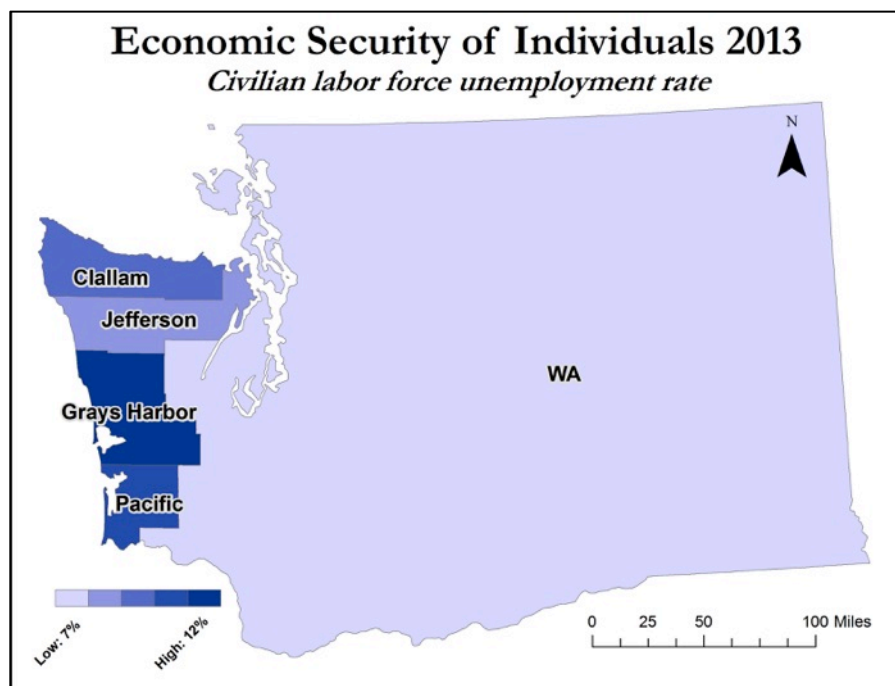 Economic Security of Individuals 2013
Civilian labor force unemployment rate
N
Clallam
Jefferson
WA
Grays Harbor
Pacific
Low: 7%
High: 12%
0 25 50 100 Miles